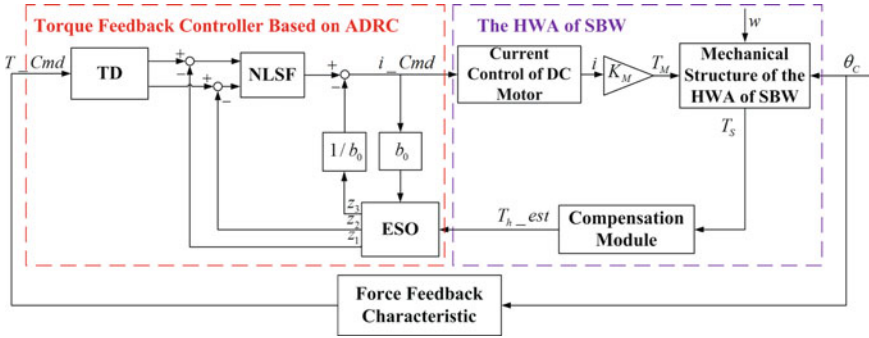 Torque Feedback Controller Based on ADRC
The HWA of SBW
T_Cmd
TD
+
−
+
−
NLSF
+
−
i_Cmd
Current
Control of DC
Motor
i
K_M
T_M
w
Mechanical
Structure of the
HWA of SBW
θ_C
T_S
1/b_0
b_0
z_3
z_2
z_1
ESO
T_h_est
Compensation
Module
Force Feedback
Characteristic